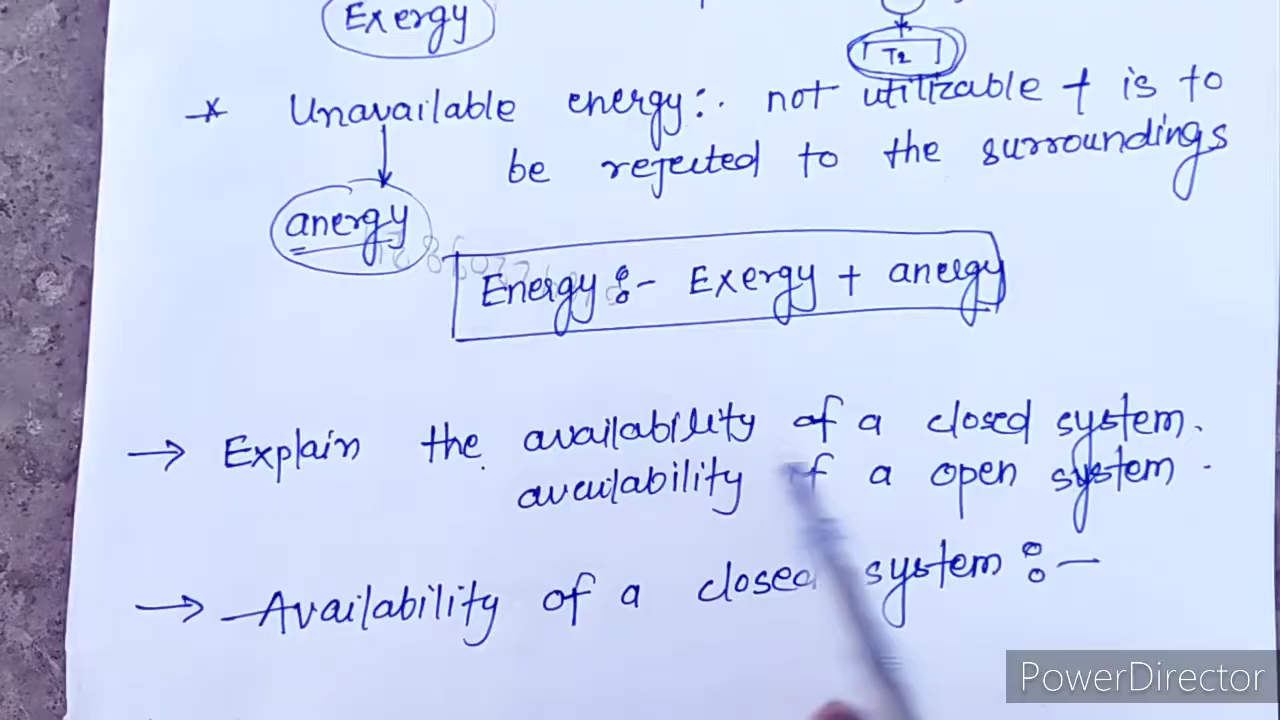 Exergy
T2
* Unavailable energy:. not utilizable & is to
be rejected to the surroundings
anergy
Energy :- Exergy + anergy
→ Explain the availability of a closed system.
availability of a open system.
→ Availability of a closed system :-
PowerDirector